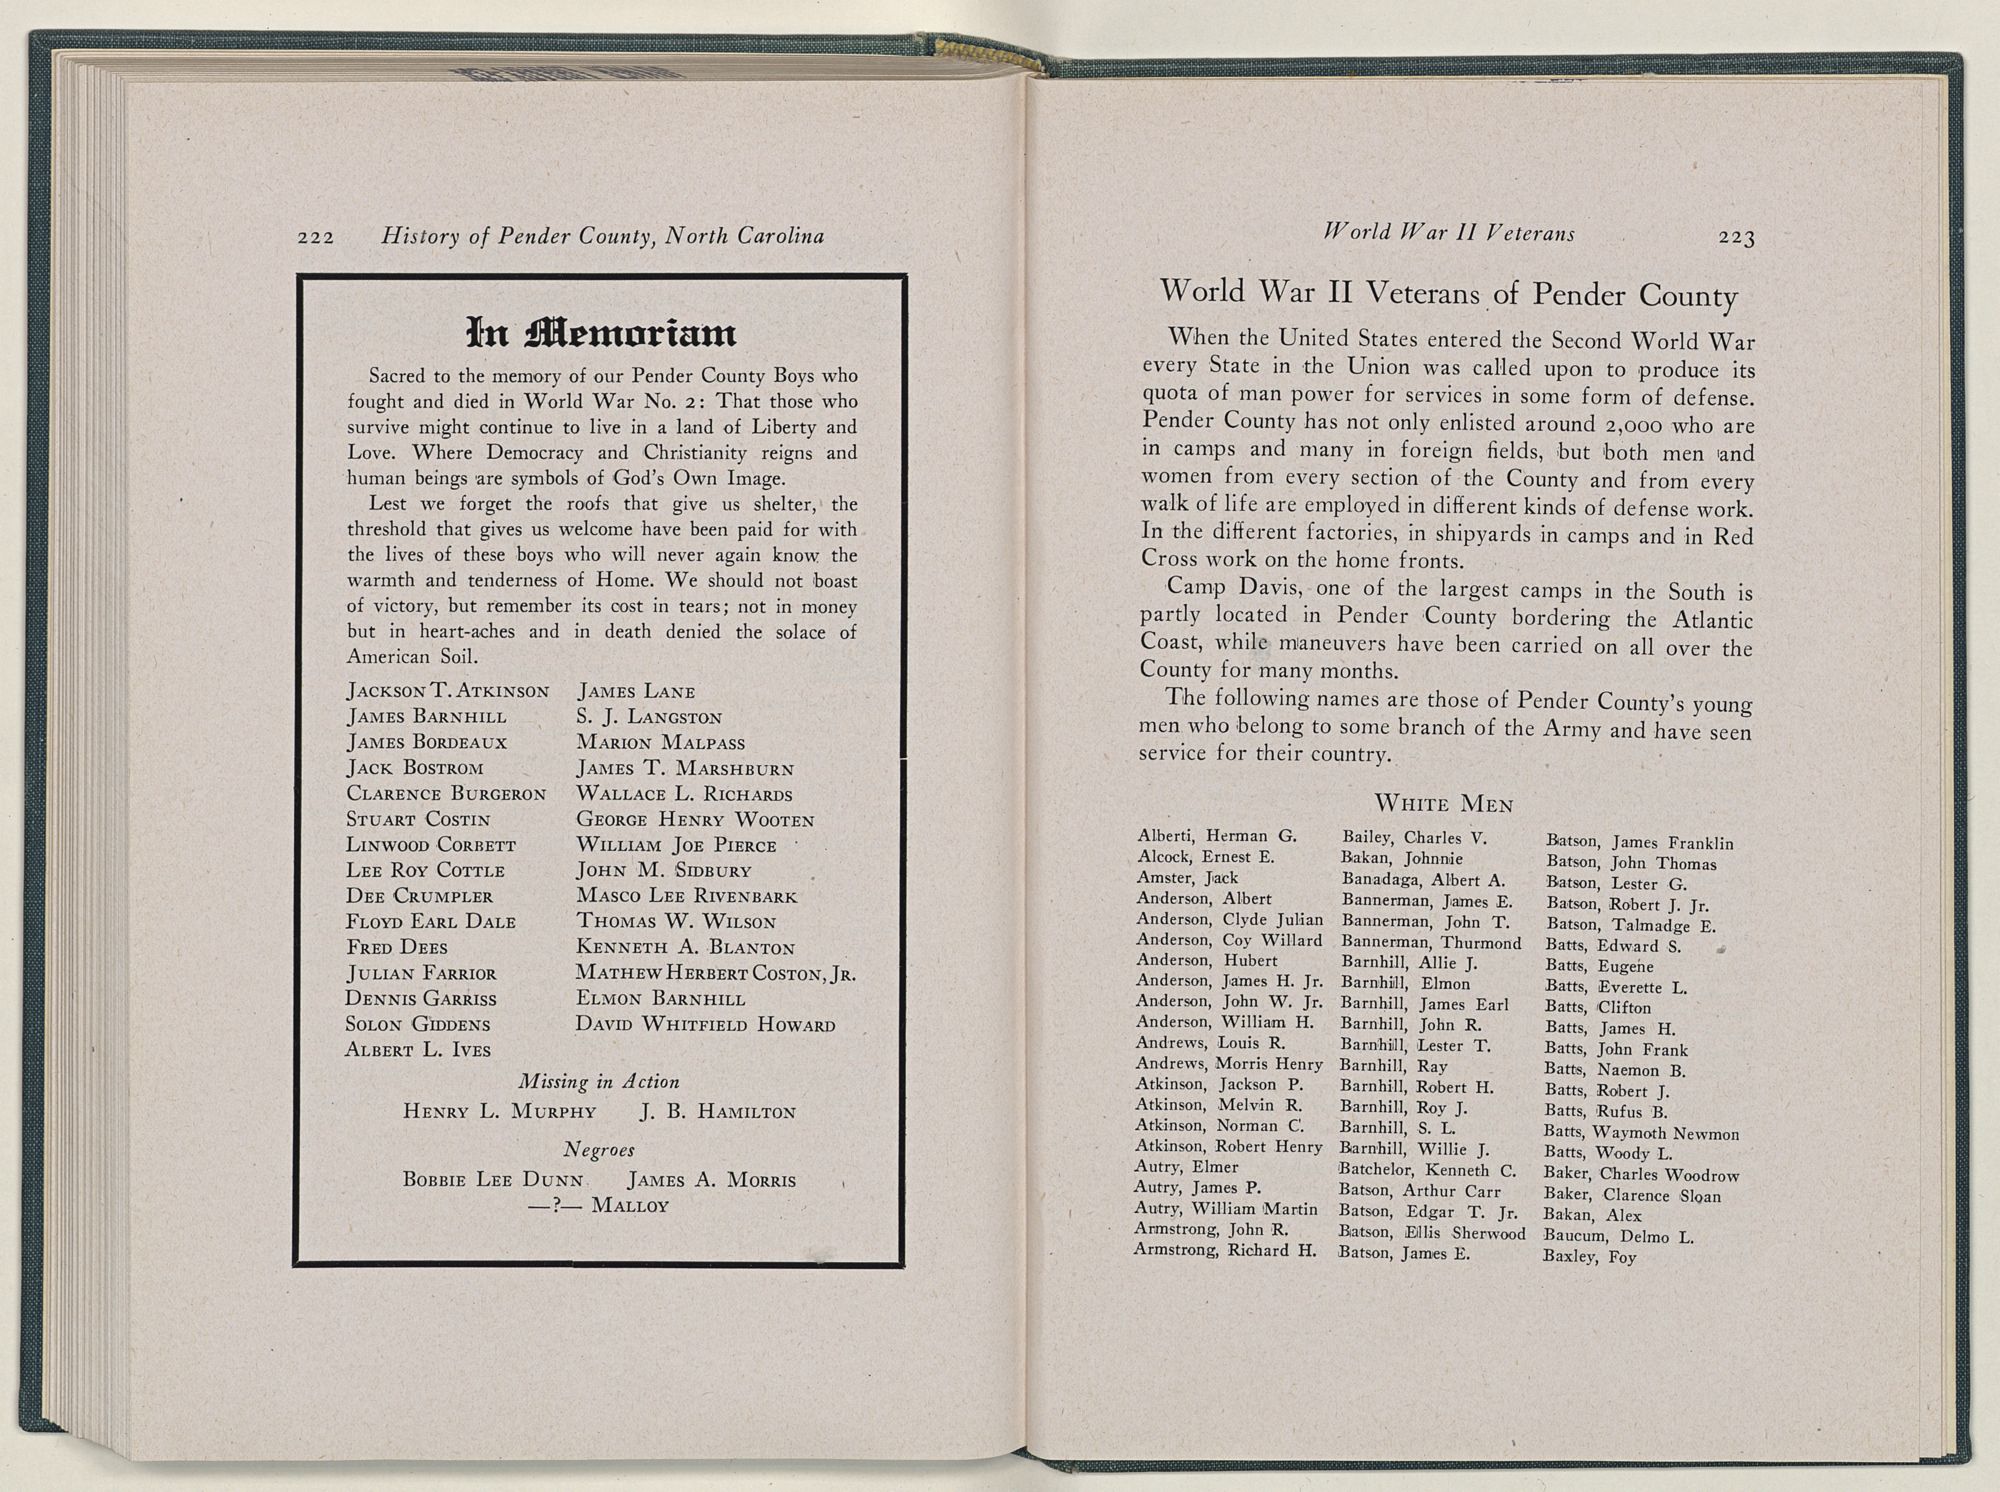 222 History of Pender County, North Carolina
In Memoriam
Sacred to the memory of our Pender County Boys who
fought and died in World War No. 2: That those who
survive might continue to live in a land of Liberty and
Love. Where Democracy and Christianity reigns and
human beings are symbols of God's Own Image.
Lest we forget the roofs that give us shelter, the
threshold that gives us welcome have been paid for with
the lives of these boys who will never again know the
warmth and tenderness of Home. We should not boast
of victory, but remember its cost in tears; not in money
but in heart-aches and in death denied the solace of
American Soil.
JACKSON T. ATKINSON
JAMES BARNHILL
JAMES BORDEAUX
JACK BOSTROM
CLARENCE BURGERON
STUART COSTIN
LINWOOD CORBETT
LEE ROY COTTLE
DEE CRUMPLER
FLOYD EARL DALE
FRED DEES
JULIAN FARRIOR
DENNIS GARRISS
SOLON GIDDENS
ALBERT L. IVES
JAMES LANE
S. J. LANGSTON
MARION MALPASS
JAMES T. MARSHBURN
WALLACE L. RICHARDS
GEORGE HENRY WOOTEN
WILLIAM JOE PIERCE
JOHN M. SIDBURY
MASCO LEE RIVENBARK
THOMAS W. WILSON
KENNETH A. BLANTON
MATHEW HERBERT COSTON, JR.
ELMON BARNHILL
DAVID WHITFIELD HOWARD
Missing in Action
HENRY L. MURPHY J. B. HAMILTON
Negroes
BOBBIE LEE DUNN JAMES A. MORRIS
—?— MALLOY
World War II Veterans 223
World War II Veterans of Pender County
When the United States entered the Second World War
every State in the Union was called upon to produce its
quota of man power for services in some form of defense.
Pender County has not only enlisted around 2,000 who are
in camps and many in foreign fields, but both men and
women from every section of the County and from every
walk of life are employed in different kinds of defense work.
In the different factories, in shipyards in camps and in Red
Cross work on the home fronts.
Camp Davis, one of the largest camps in the South is
partly located in Pender County bordering the Atlantic
Coast, while maneuvers have been carried on all over the
County for many months.
The following names are those of Pender County's young
men who belong to some branch of the Army and have seen
service for their country.
WHITE MEN
Alberti, Herman G.
Alcock, Ernest E.
Amster, Jack
Anderson, Albert
Anderson, Clyde Julian
Anderson, Coy Willard
Anderson, Hubert
Anderson, James H. Jr.
Anderson, John W. Jr.
Anderson, William H.
Andrews, Louis R.
Andrews, Morris Henry
Atkinson, Jackson P.
Atkinson, Melvin R.
Atkinson, Norman C.
Atkinson, Robert Henry
Autry, Elmer
Autry, James P.
Autry, William Martin
Armstrong, John R.
Armstrong, Richard H.
Bailey, Charles V.
Bakan, Johnnie
Banadaga, Albert A.
Bannerman, James E.
Bannerman, John T.
Bannerman, Thurmond
Barnhill, Allie J.
Barnhill, Elmon
Barnhill, James Earl
Barnhill, John R.
Barnhill, Lester T.
Barnhill, Ray
Barnhill, Robert H.
Barnhill, Roy J.
Barnhill, S. L.
Barnhill, Willie J.
Batchelor, Kenneth C.
Batson, Arthur Carr
Batson, Edgar T. Jr.
Batson, Ellis Sherwood
Batson, James E.
Batson, James Franklin
Batson, John Thomas
Batson, Lester G.
Batson, Robert J. Jr.
Batson, Talmadge E.
Batts, Edward S.
Batts, Eugene
Batts, Everette L.
Batts, Clifton
Batts, James H.
Batts, John Frank
Batts, Naemon B.
Batts, Robert J.
Batts, Rufus B.
Batts, Waymoth Newmon
Batts, Woody L.
Baker, Charles Woodrow
Baker, Clarence Sloan
Bakan, Alex
Baucum, Delmo L.
Baxley, Foy